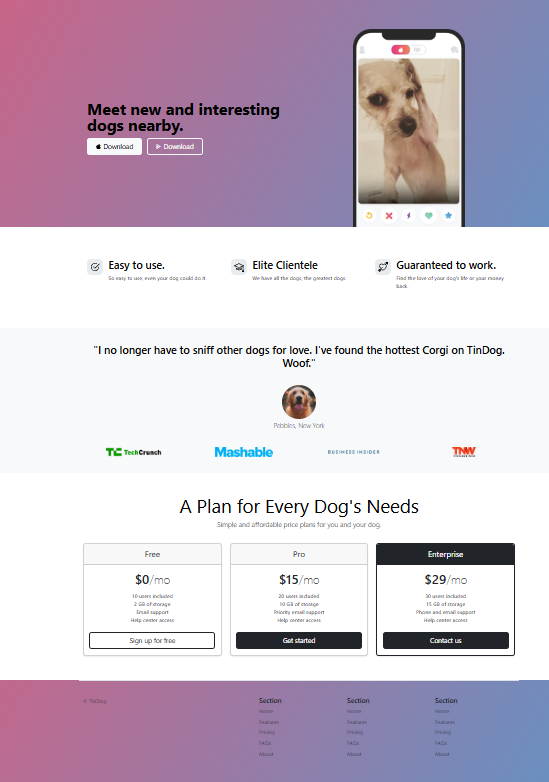 Meet new and interesting
dogs nearby.
Download
Download
Easy to use.
So easy to use, even your dog could do it.
Elite Clientele
We have all the dogs, the greatest dogs.
Guaranteed to work.
Find the love of your dog's life or your money
back.
"I no longer have to sniff other dogs for love. I've found the hottest Corgi on TinDog.
Woof."
Pebbles, New York
TechCrunch
Mashable
BUSINESS INSIDER
TNW
A Plan for Every Dog's Needs
Simple and affordable price plans for you and your dog.
Free
$0/mo
10 users included
2 GB of storage
Email support
Help center access
Sign up for free
Pro
$15/mo
20 users included
10 GB of storage
Priority email support
Help center access
Get started
Enterprise
$29/mo
30 users included
15 GB of storage
Phone and email support
Help center access
Contact us
© TinDog
Section
Home
Features
Pricing
FAQs
About
Section
Home
Features
Pricing
FAQs
About
Section
Home
Features
Pricing
FAQs
About